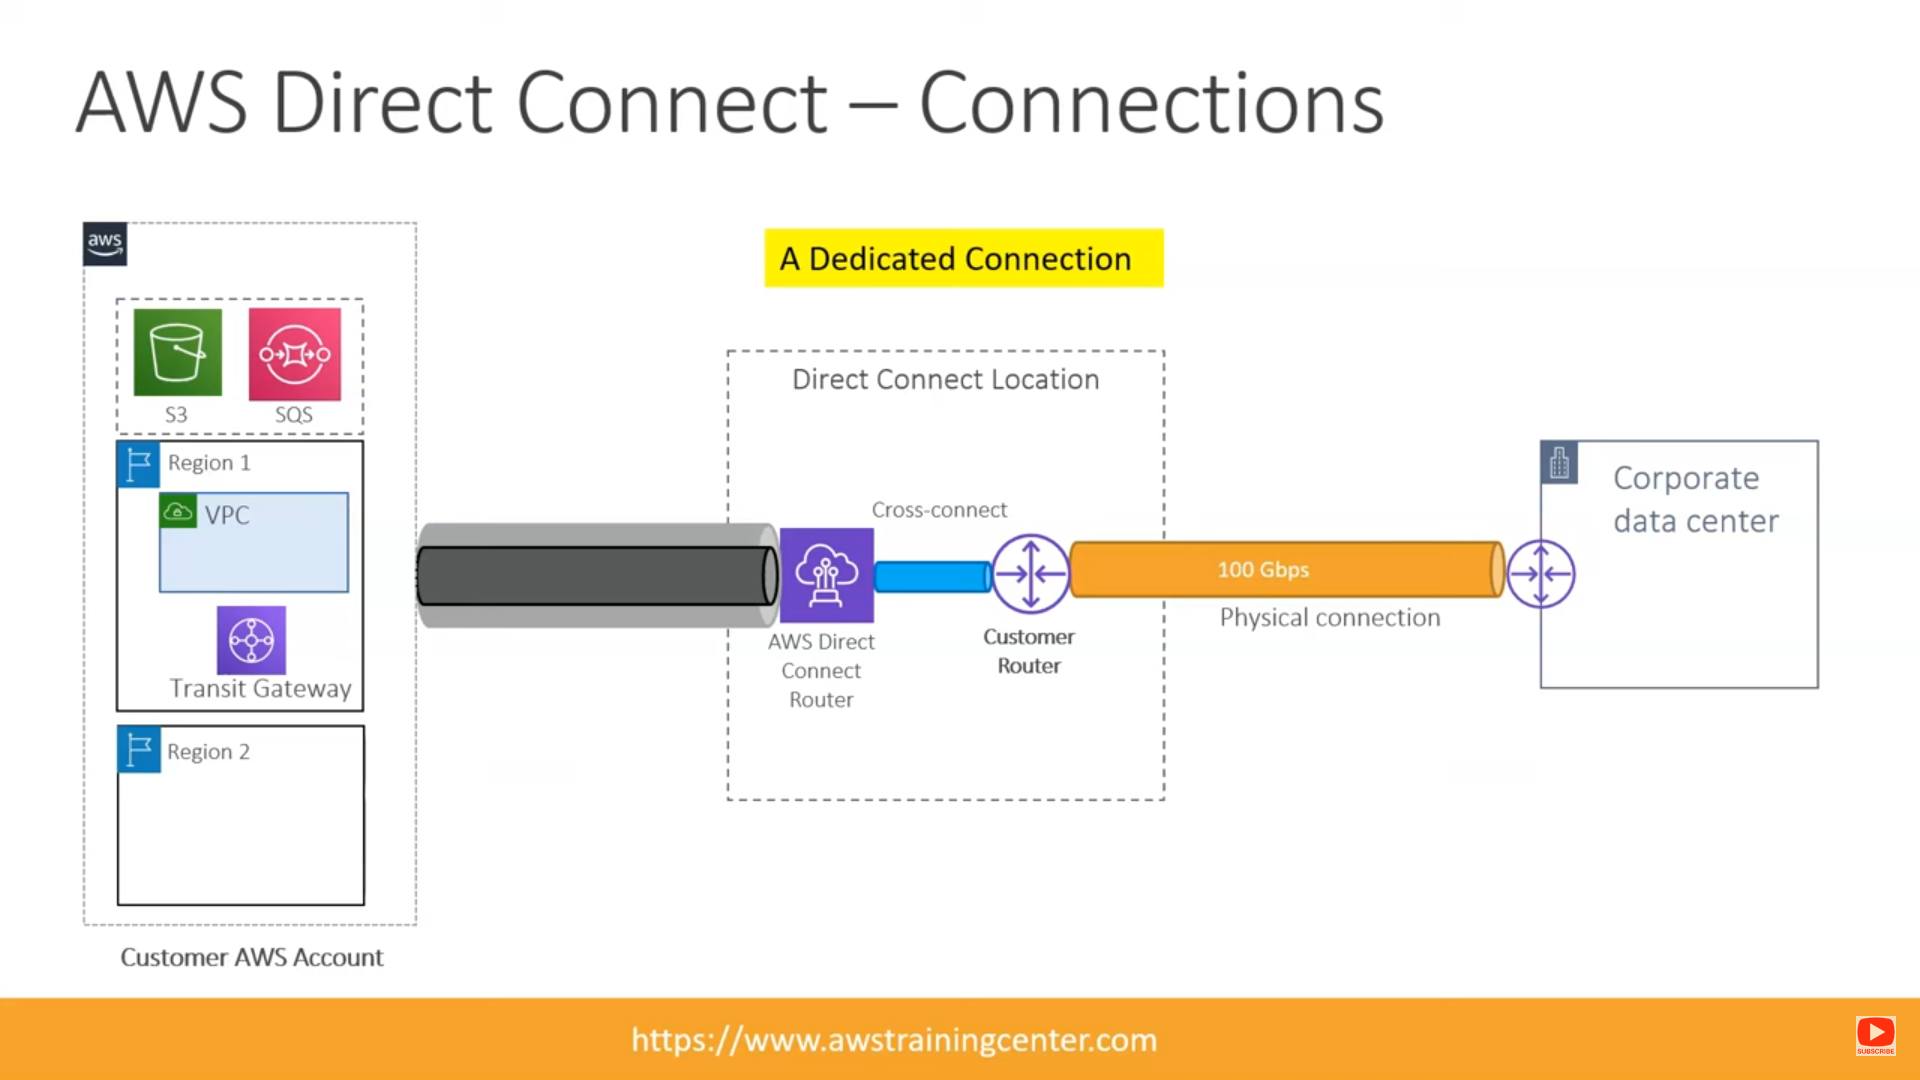 AWS Direct Connect – Connections
aws
A Dedicated Connection
S3
SQS
Region 1
VPC
Transit Gateway
Region 2
Customer AWS Account
Direct Connect Location
Cross-connect
AWS Direct
Connect
Router
Customer
Router
100 Gbps
Physical connection
Corporate
data center
https://www.awstrainingcenter.com
SUBSCRIBE